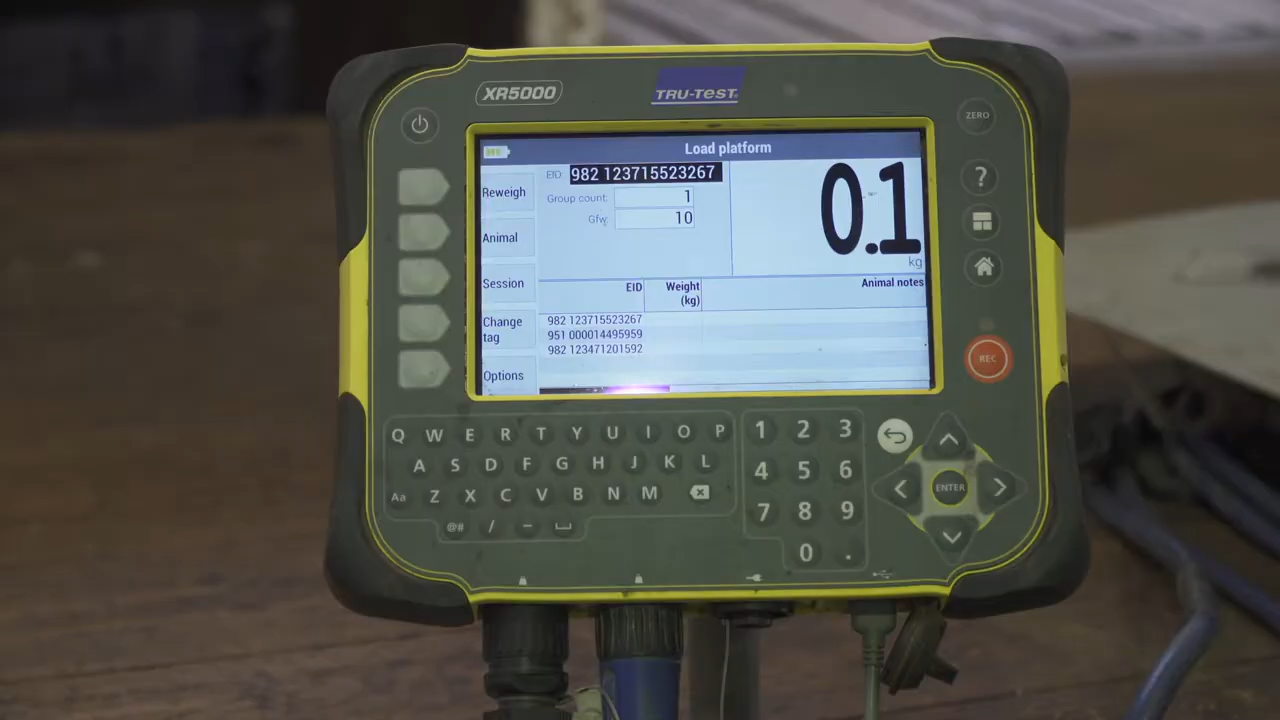 XR5000
TRU-TEST
ZERO
?
Load platform
EID: 982 123715523267
Group count: 1
Gfw: 10
0.1
kg
Reweigh
Animal
Session
Change
tag
Options
EID Weight (kg) Animal notes
982 123715523267
951 000014495959
982 123471201592
REC
Q W E R T Y U I O P
A S D F G H J K L
Aa Z X C V B N M
@# / -
1 2 3
4 5 6
7 8 9
0 .
ENTER